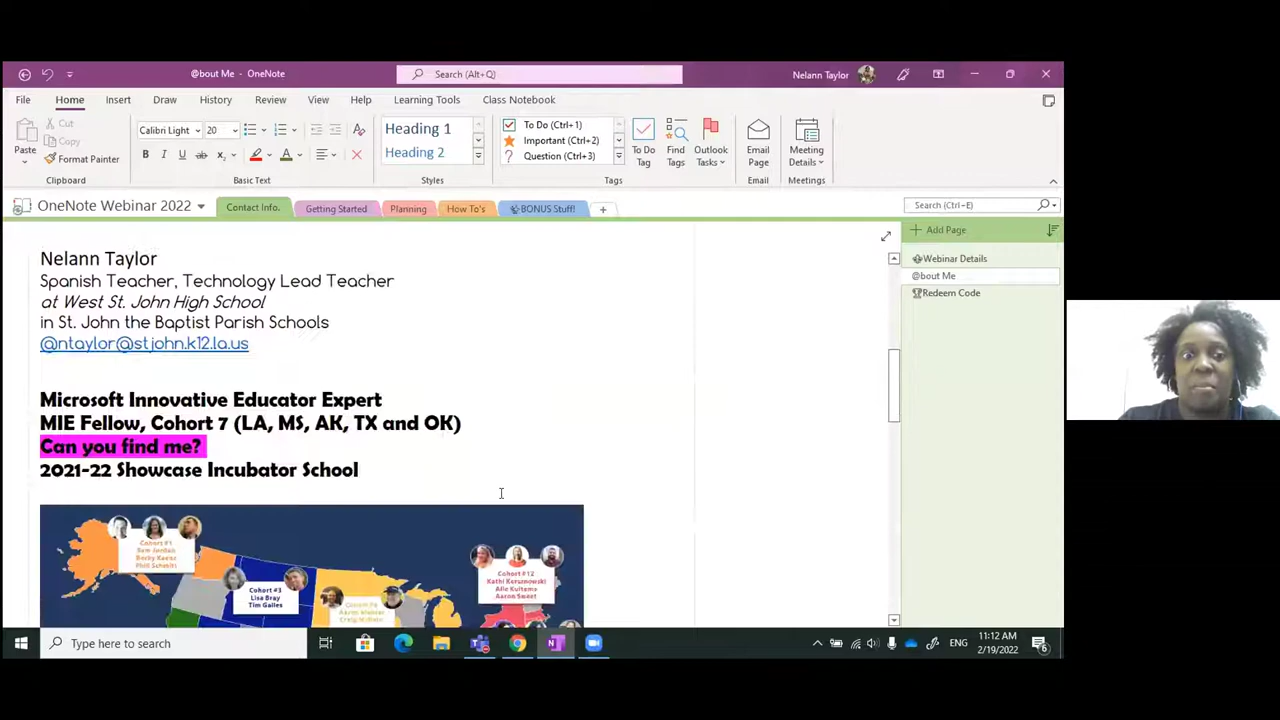 @bout Me - OneNote
Search (Alt+Q)
Nelann Taylor
File Home Insert Draw History Review View Help Learning Tools Class Notebook
Paste
Cut
Copy
Format Painter
Clipboard
Calibri Light 20
Basic Text
Heading 1
Heading 2
Styles
To Do (Ctrl+1)
Important (Ctrl+2)
Question (Ctrl+3)
To Do Tag
Find Tags
Outlook Tasks
Tags
Email Page
Email
Meeting Details
Meetings
OneNote Webinar 2022
Contact Info. Getting Started Planning How To's BONUS Stuff!
Search (Ctrl+E)
Add Page
Webinar Details
@bout Me
Redeem Code
Nelann Taylor
Spanish Teacher, Technology Lead Teacher
at West St. John High School
in St. John the Baptist Parish Schools
@ntaylor@stjohn.k12.la.us
Microsoft Innovative Educator Expert
MIE Fellow, Cohort 7 (LA, MS, AK, TX and OK)
Can you find me?
2021-22 Showcase Incubator School
Cohort #1
Cohort #3
Lisa Bray
Tim Galles
Cohort #12
Aaron Sweet
Type here to search
ENG
11:12 AM
2/19/2022
6